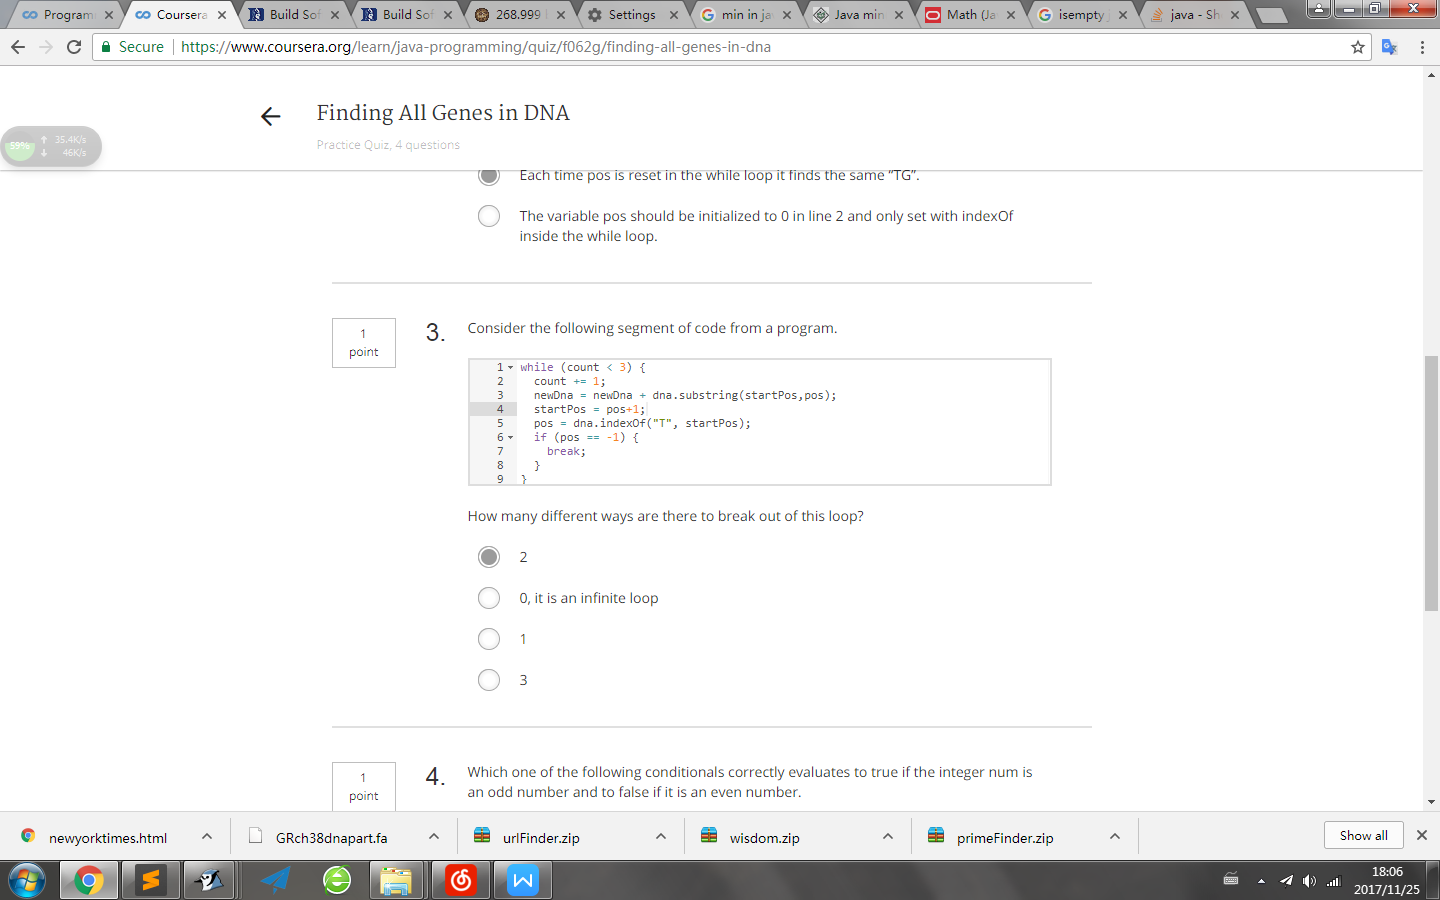 Program
Coursera
Build Sof
Build Sof
268.999
Settings
min in ja
Java min
Math (Ja
isempty
java - Sh
Secure
https://www.coursera.org/learn/java-programming/quiz/f062g/finding-all-genes-in-dna
Finding All Genes in DNA
Practice Quiz, 4 questions
59%
35.4K/s
46K/s
Each time pos is reset in the while loop it finds the same “TG”.
The variable pos should be initialized to 0 in line 2 and only set with indexOf
inside the while loop.
1
point
3.
Consider the following segment of code from a program.
1 while (count < 3) {
2 count += 1;
3 newDna = newDna + dna.substring(startPos,pos);
4 startPos = pos+1;
5 pos = dna.indexOf("T", startPos);
6 if (pos == -1) {
7 break;
8 }
9 }
How many different ways are there to break out of this loop?
2
0, it is an infinite loop
1
3
1
point
4.
Which one of the following conditionals correctly evaluates to true if the integer num is
an odd number and to false if it is an even number.
newyorktimes.html
GRch38dnapart.fa
urlFinder.zip
wisdom.zip
primeFinder.zip
Show all
18:06
2017/11/25